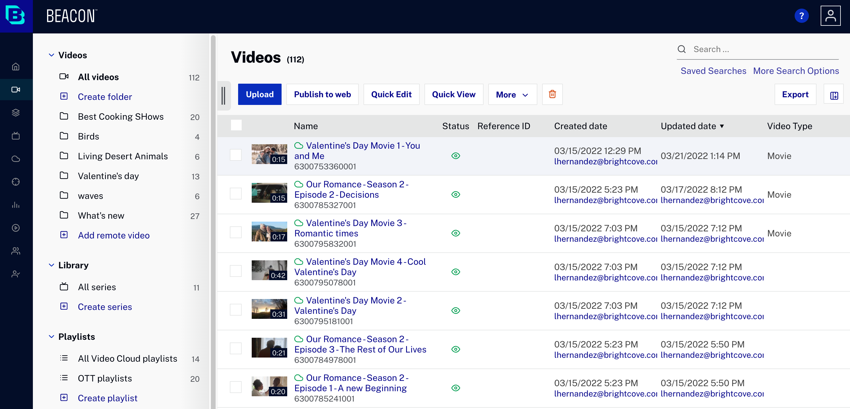 BEACON
?
Videos
All videos 112
Create folder
Best Cooking SHows 20
Birds 4
Living Desert Animals 6
Valentine's day 13
waves 6
What's new 27
Add remote video
Library
All series 11
Create series
Playlists
All Video Cloud playlists 14
OTT playlists 20
Create playlist
Videos (112)
Search ...
Saved Searches More Search Options
Upload Publish to web Quick Edit Quick View More Export
Name Status Reference ID Created date Updated date Video Type
0:15
Valentine's Day Movie 1 - You
and Me
6300753360001
03/15/2022 12:29 PM
lhernandez@brightcove.coi
03/21/2022 1:14 PM
Movie
0:15
Our Romance - Season 2 -
Episode 2 - Decisions
6300785327001
03/15/2022 5:23 PM
lhernandez@brightcove.coi
03/17/2022 8:12 PM
lhernandez@brightcove.coi
Movie
0:17
Valentine's Day Movie 3 -
Romantic times
6300795832001
03/15/2022 7:03 PM
lhernandez@brightcove.coi
03/15/2022 7:12 PM
lhernandez@brightcove.coi
Movie
0:42
Valentine's Day Movie 4 - Cool
Valentine's Day
6300795078001
03/15/2022 7:03 PM
lhernandez@brightcove.coi
03/15/2022 7:12 PM
lhernandez@brightcove.coi
0:31
Valentine's Day Movie 2 -
Valentine's Day
6300795181001
03/15/2022 7:03 PM
lhernandez@brightcove.coi
03/15/2022 7:12 PM
lhernandez@brightcove.coi
0:21
Our Romance - Season 2 -
Episode 3 - The Rest of Our Lives
6300784978001
03/15/2022 5:23 PM
lhernandez@brightcove.coi
03/15/2022 5:50 PM
lhernandez@brightcove.coi
0:20
Our Romance - Season 2 -
Episode 1 - A new Beginning
6300785241001
03/15/2022 5:23 PM
lhernandez@brightcove.coi
03/15/2022 5:50 PM
lhernandez@brightcove.coi